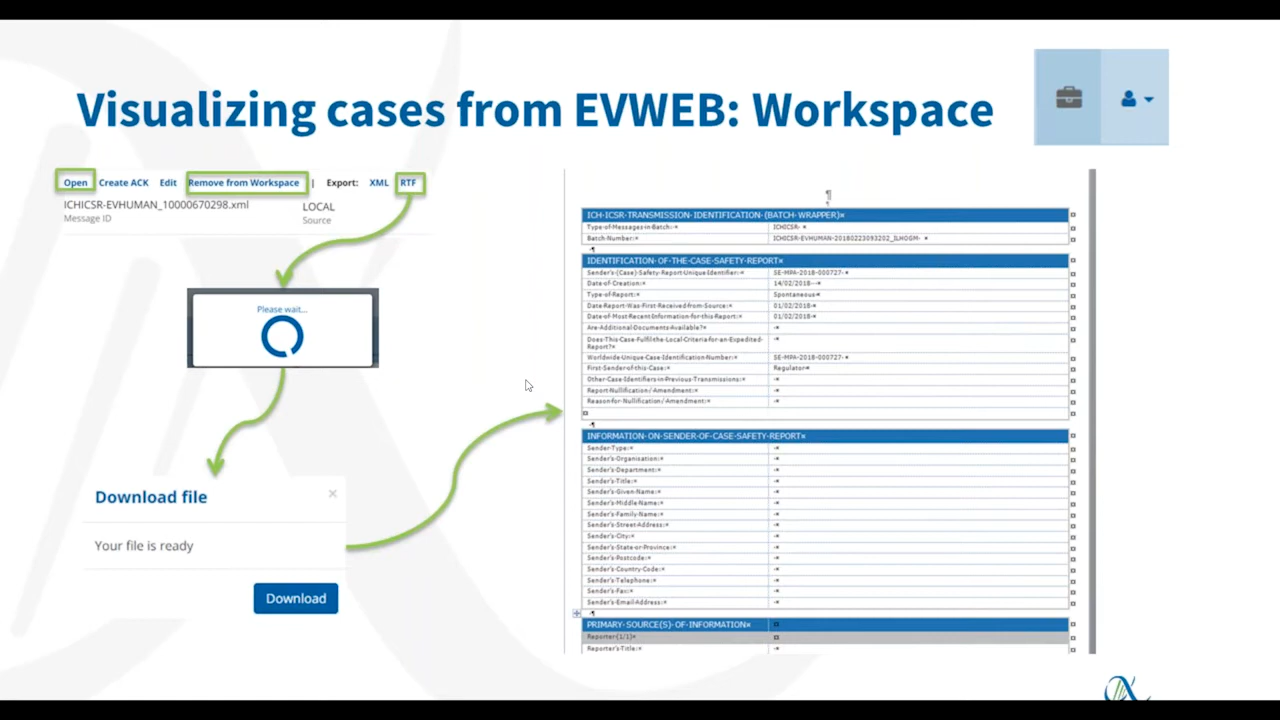 Visualizing cases from EVWEB: Workspace
Open Create ACK Edit Remove from Workspace | Export: XML RTF
ICHICSR-EVHUMAN_10000670298.xml LOCAL
Message ID Source
Please wait...
Download file ×
Your file is ready
Download
¶
ICH-ICSR·TRANSMISSION·IDENTIFICATION·(BATCH·WRAPPER)¤
Type·of·Messages·in·Batch:¤ ICHICSR·¤
Batch·Number:¤ ICHICSR-EVHUMAN-20180223093202_ILHOGM·¤
IDENTIFICATION·OF·THE·CASE·SAFETY·REPORT¤
Sender's·(Case)·Safety·Report·Unique·Identifier:¤ SE-MPA-2018-000727·¤
Date·of·Creation:¤ 14/02/2018·¤
Type·of·Report:¤ Spontaneous¤
Date·Report·Was·First·Received·from·Source:¤ 01/02/2018·¤
Date·of·Most·Recent·Information·for·this·Report:¤ 01/02/2018·¤
Are·Additional·Documents·Available?¤ ·¤
Does·This·Case·Fulfil·the·Local·Criteria·for·an·Expedited·
Report?¤ ·¤
Worldwide·Unique·Case·Identification·Number:¤ SE-MPA-2018-000727·¤
First·Sender·of·this·Case:¤ Regulator¤
Other·Case·Identifiers·in·Previous·Transmissions:¤ ·¤
Report·Nullification·/·Amendment:¤ ·¤
Reason·for·Nullification/·Amendment:¤ ·¤
¤
INFORMATION·ON·SENDER·OF·CASE·SAFETY·REPORT¤
Sender·Type:¤ ·¤
Sender's·Organisation:¤ ·¤
Sender's·Department:¤ ·¤
Sender's·Title:¤ ·¤
Sender's·Given·Name:¤ ·¤
Sender's·Middle·Name:¤ ·¤
Sender's·Family·Name:¤ ·¤
Sender's·Street·Address:¤ ·¤
Sender's·City:¤ ·¤
Sender's·State·or·Province:¤ ·¤
Sender's·Postcode:¤ ·¤
Sender's·Country·Code:¤ ·¤
Sender's·Telephone:¤ ·¤
Sender's·Fax:¤ ·¤
Sender's·Email·Address:¤ ·¤
PRIMARY·SOURCE(S)·OF·INFORMATION¤ ¤
Reporter·(1/1)¤ ¤
Reporter's·Title:¤ ·¤